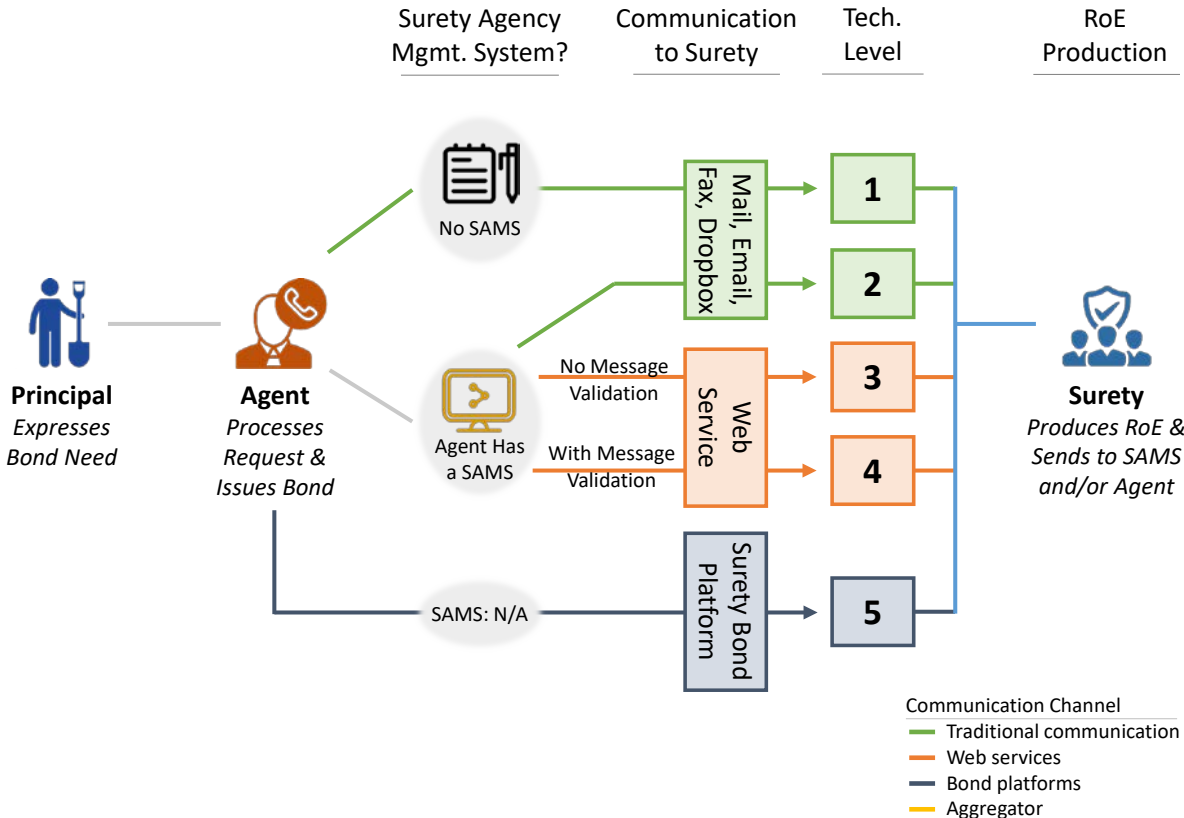 Surety Agency
Mgmt. System?
Communication
to Surety
Tech.
Level
RoE
Production
No SAMS
Mail, Email,
Fax, Dropbox
1
2
Principal
Expresses
Bond Need
Agent
Processes
Request &
Issues Bond
Agent Has
a SAMS
No Message
Validation
With Message
Validation
Web
Service
3
4
Surety
Produces RoE &
Sends to SAMS
and/or Agent
SAMS: N/A
Surety Bond
Platform
5
Communication Channel
Traditional communication
Web services
Bond platforms
Aggregator